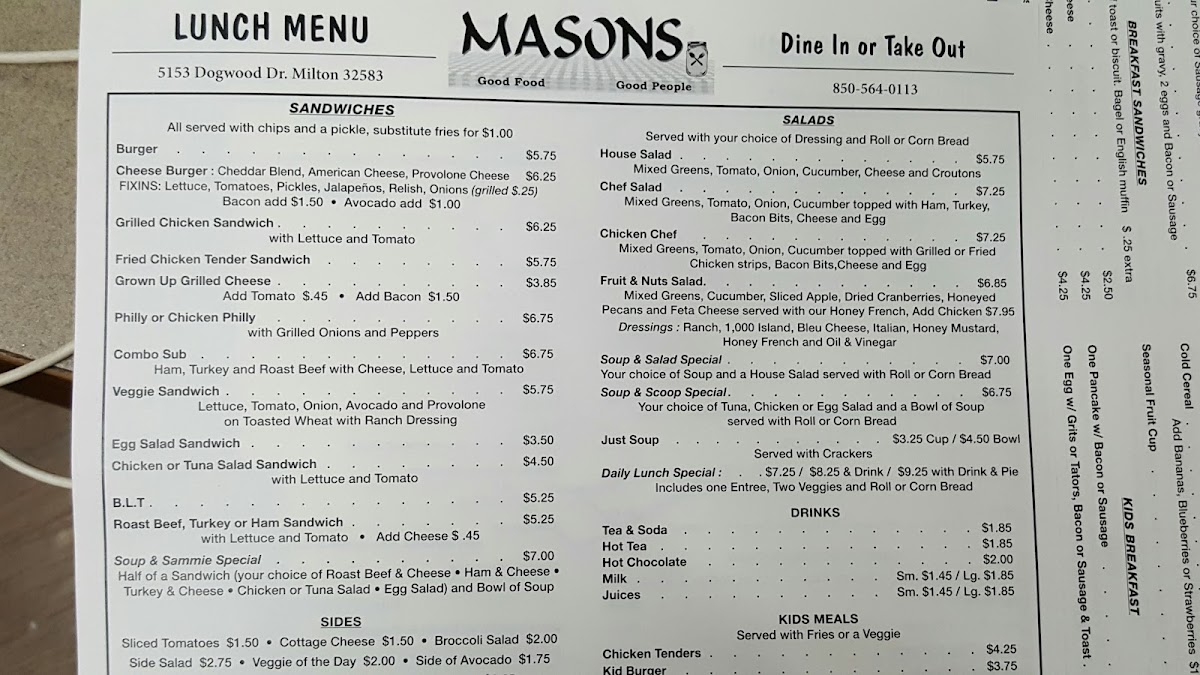 LUNCH MENU
5153 Dogwood Dr. Milton 32583
MASONS
Good Food Good People
Dine In or Take Out
850-564-0113
SANDWICHES
All served with chips and a pickle, substitute fries for $1.00
Burger . . . . . . . . . . . . . $5.75
Cheese Burger : Cheddar Blend, American Cheese, Provolone Cheese $6.25
FIXINS: Lettuce, Tomatoes, Pickles, Jalapeños, Relish, Onions (grilled $.25)
Bacon add $1.50 • Avocado add $1.00
Grilled Chicken Sandwich . . . . . . . . . $6.25
with Lettuce and Tomato
Fried Chicken Tender Sandwich . . . . . . . $5.75
Grown Up Grilled Cheese . . . . . . . . . $3.85
Add Tomato $.45 • Add Bacon $1.50
Philly or Chicken Philly . . . . . . . . . $6.75
with Grilled Onions and Peppers
Combo Sub . . . . . . . . . . . . $6.75
Ham, Turkey and Roast Beef with Cheese, Lettuce and Tomato
Veggie Sandwich . . . . . . . . . . . $5.75
Lettuce, Tomato, Onion, Avocado and Provolone
on Toasted Wheat with Ranch Dressing
Egg Salad Sandwich . . . . . . . . . . $3.50
Chicken or Tuna Salad Sandwich . . . . . . . $4.50
with Lettuce and Tomato
B.L.T . . . . . . . . . . . . . . $5.25
Roast Beef, Turkey or Ham Sandwich . . . . . . $5.25
with Lettuce and Tomato • Add Cheese $ .45
Soup & Sammie Special . . . . . . . . . $7.00
Half of a Sandwich (your choice of Roast Beef & Cheese • Ham & Cheese •
Turkey & Cheese • Chicken or Tuna Salad • Egg Salad) and Bowl of Soup
SIDES
Sliced Tomatoes $1.50 • Cottage Cheese $1.50 • Broccoli Salad $2.00
Side Salad $2.75 • Veggie of the Day $2.00 • Side of Avocado $1.75
SALADS
Served with your choice of Dressing and Roll or Corn Bread
House Salad . . . . . . . . . . . . $5.75
Mixed Greens, Tomato, Onion, Cucumber, Cheese and Croutons
Chef Salad . . . . . . . . . . . . $7.25
Mixed Greens, Tomato, Onion, Cucumber topped with Ham, Turkey,
Bacon Bits, Cheese and Egg
Chicken Chef . . . . . . . . . . . $7.25
Mixed Greens, Tomato, Onion, Cucumber topped with Grilled or Fried
Chicken strips, Bacon Bits,Cheese and Egg
Fruit & Nuts Salad. . . . . . . . . . . $6.85
Mixed Greens, Cucumber, Sliced Apple, Dried Cranberries, Honeyed
Pecans and Feta Cheese served with our Honey French, Add Chicken $7.95
Dressings : Ranch, 1,000 Island, Bleu Cheese, Italian, Honey Mustard,
Honey French and Oil & Vinegar
Soup & Salad Special . . . . . . . . . . $7.00
Your choice of Soup and a House Salad served with Roll or Corn Bread
Soup & Scoop Special. . . . . . . . . . $6.75
Your choice of Tuna, Chicken or Egg Salad and a Bowl of Soup
served with Roll or Corn Bread
Just Soup . . . . . . . . $3.25 Cup / $4.50 Bowl
Served with Crackers
Daily Lunch Special : . . $7.25 / $8.25 & Drink / $9.25 with Drink & Pie
Includes one Entree, Two Veggies and Roll or Corn Bread
DRINKS
Tea & Soda . . . . . . . . . . . . $1.85
Hot Tea . . . . . . . . . . . . . $1.85
Hot Chocolate . . . . . . . . . . . $2.00
Milk . . . . . . . . . Sm. $1.45 / Lg. $1.85
Juices . . . . . . . . Sm. $1.45 / Lg. $1.85
KIDS MEALS
Served with Fries or a Veggie
Chicken Tenders . . . . . . . . . . . $4.25
Kid Burger $3.75
uits with gravy, 2 eggs and Bacon or Sausage
$6.75
BREAKFAST SANDWICHES
toast or biscuit. Bagel or English muffin $ .25 extra
$2.50
$4.25
heese . . . . . . . $4.25
Cold Cereal . Add Bananas, Blueberries or Strawberries $1
Seasonal Fruit Cup . . . .
KIDS BREAKFAST
One Pancake w/ Bacon or Sausage . .
One Egg w/ Grits or Tators, Bacon or Sausage & Toast .